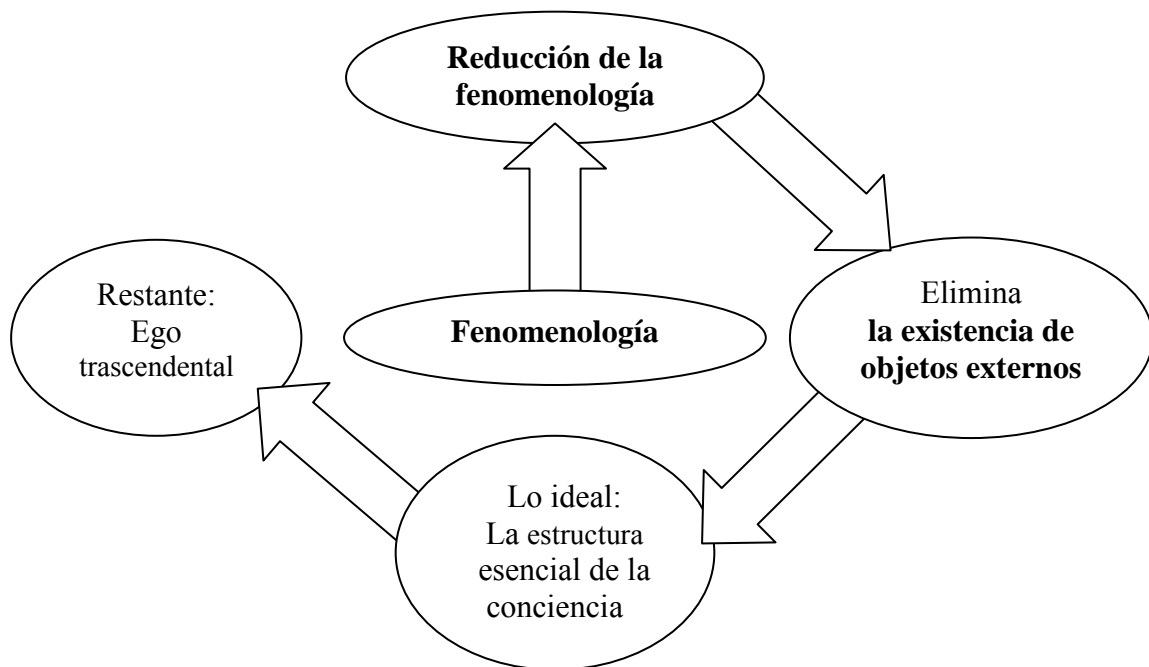 Reducción de la
fenomenología
Restante:
Ego
trascendental
Fenomenología
Elimina
la existencia de
objetos externos
Lo ideal:
La estructura
esencial de la
conciencia